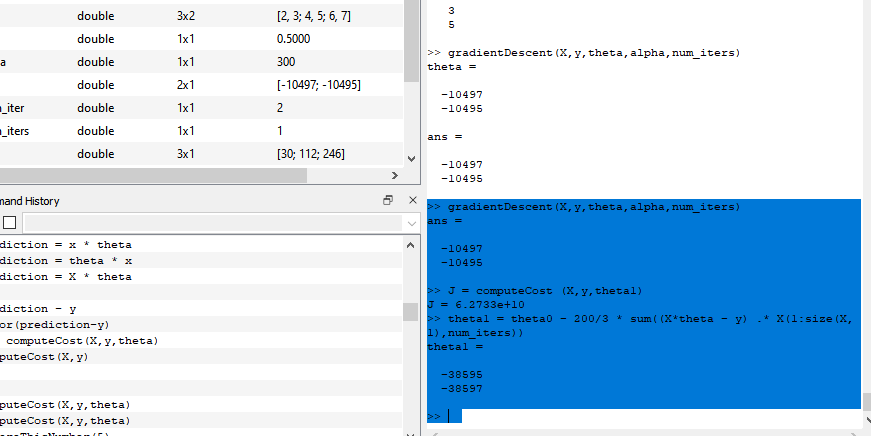 double 3x2 [2, 3; 4, 5; 6, 7]
double 1x1 0.5000
a double 1x1 300
double 2x1 [-10497; -10495]
_iter double 1x1 2
_iters double 1x1 1
double 3x1 [30; 112; 246]
mand History
diction = x * theta
diction = theta * x
diction = X * theta
diction - y
or(prediction-y)
computeCost(X,y,theta)
puteCost(X,y)
puteCost(X,y,theta)
puteCost(X,y,theta)
3
5
>> gradientDescent(X,y,theta,alpha,num_iters)
theta =
-10497
-10495
ans =
-10497
-10495
>> gradientDescent(X,y,theta,alpha,num_iters)
ans =
-10497
-10495
>> J = computeCost (X,y,theta1)
J = 6.2733e+10
>> theta1 = theta0 - 200/3 * sum((X*theta - y) .* X(1:size(X,
1),num_iters))
theta1 =
-38595
-38597
>>